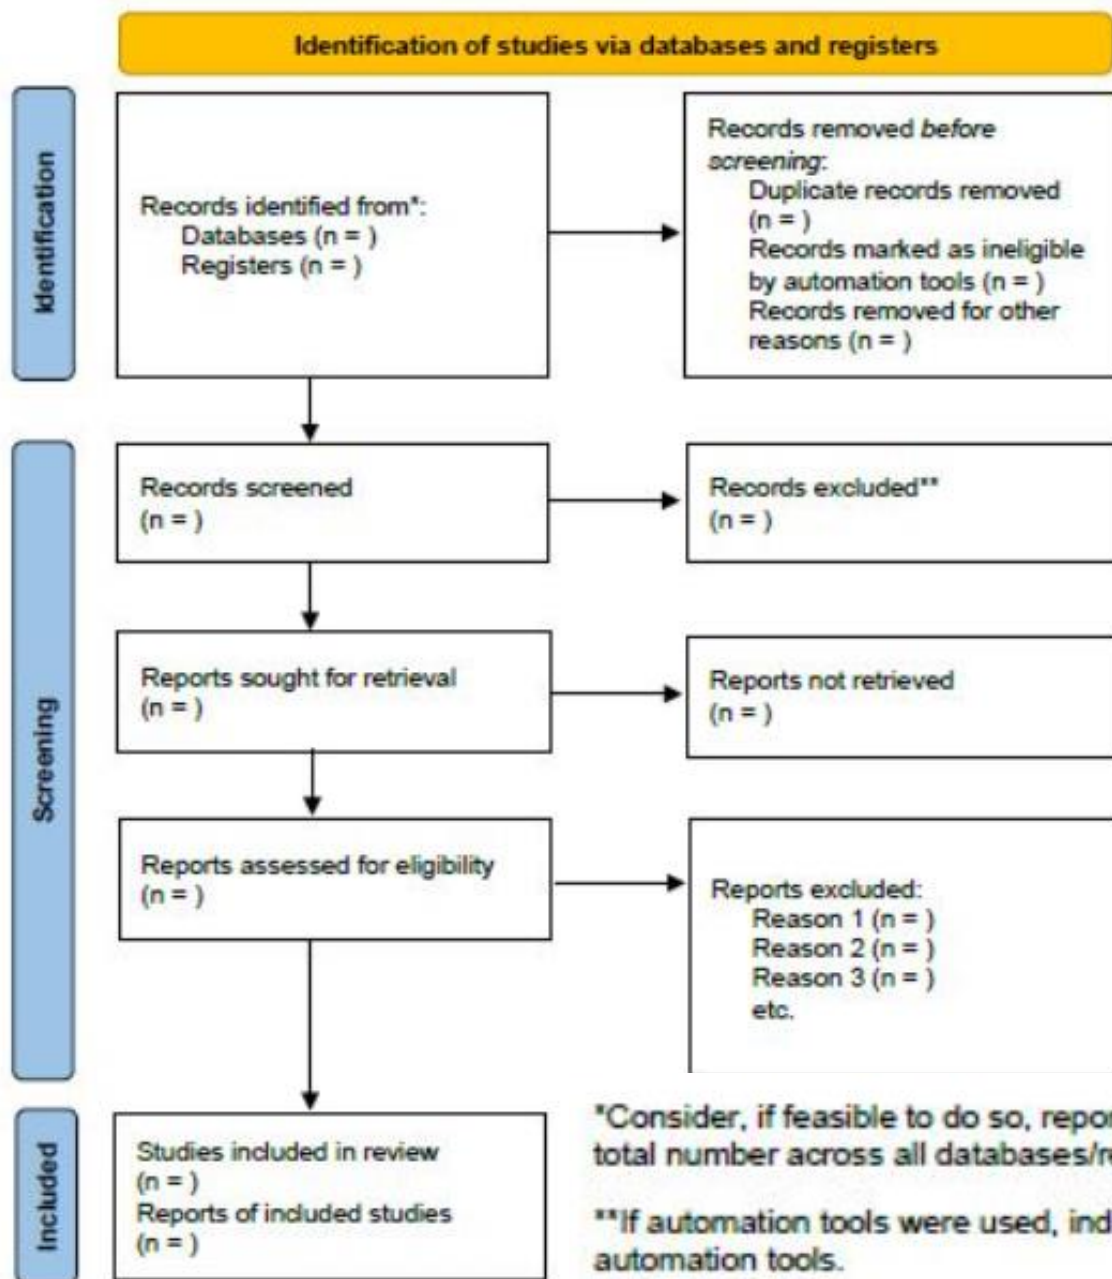 Identification of studies via databases and registers
Identification
Records identified from*:
Databases (n = )
Registers (n = )
Records removed before
screening:
Duplicate records removed
(n = )
Records marked as ineligible
by automation tools (n = )
Records removed for other
reasons (n = )
Screening
Records screened
(n = )
Records excluded**
(n = )
Reports sought for retrieval
(n = )
Reports not retrieved
(n = )
Reports assessed for eligibility
(n = )
Reports excluded:
Reason 1 (n = )
Reason 2 (n = )
Reason 3 (n = )
etc.
Included
Studies included in review
(n = )
Reports of included studies
(n = )
*Consider, if feasible to do so,
total number across all
**If automation tools were used,
automation tools.